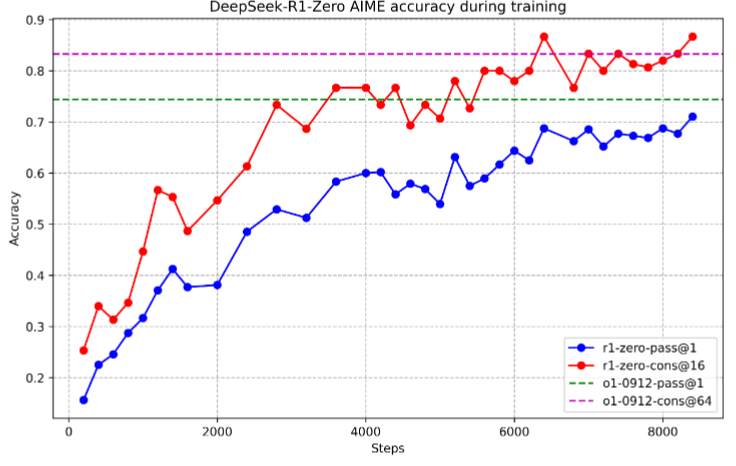 DeepSeek-R1-Zero AIME accuracy during training
0.9
0.8
0.7
0.6
0.5
0.4
0.3
0.2
Accuracy
r1-zero-pass@1
r1-zero-cons@16
o1-0912-pass@1
o1-0912-cons@64
0 2000 4000 6000 8000
Steps